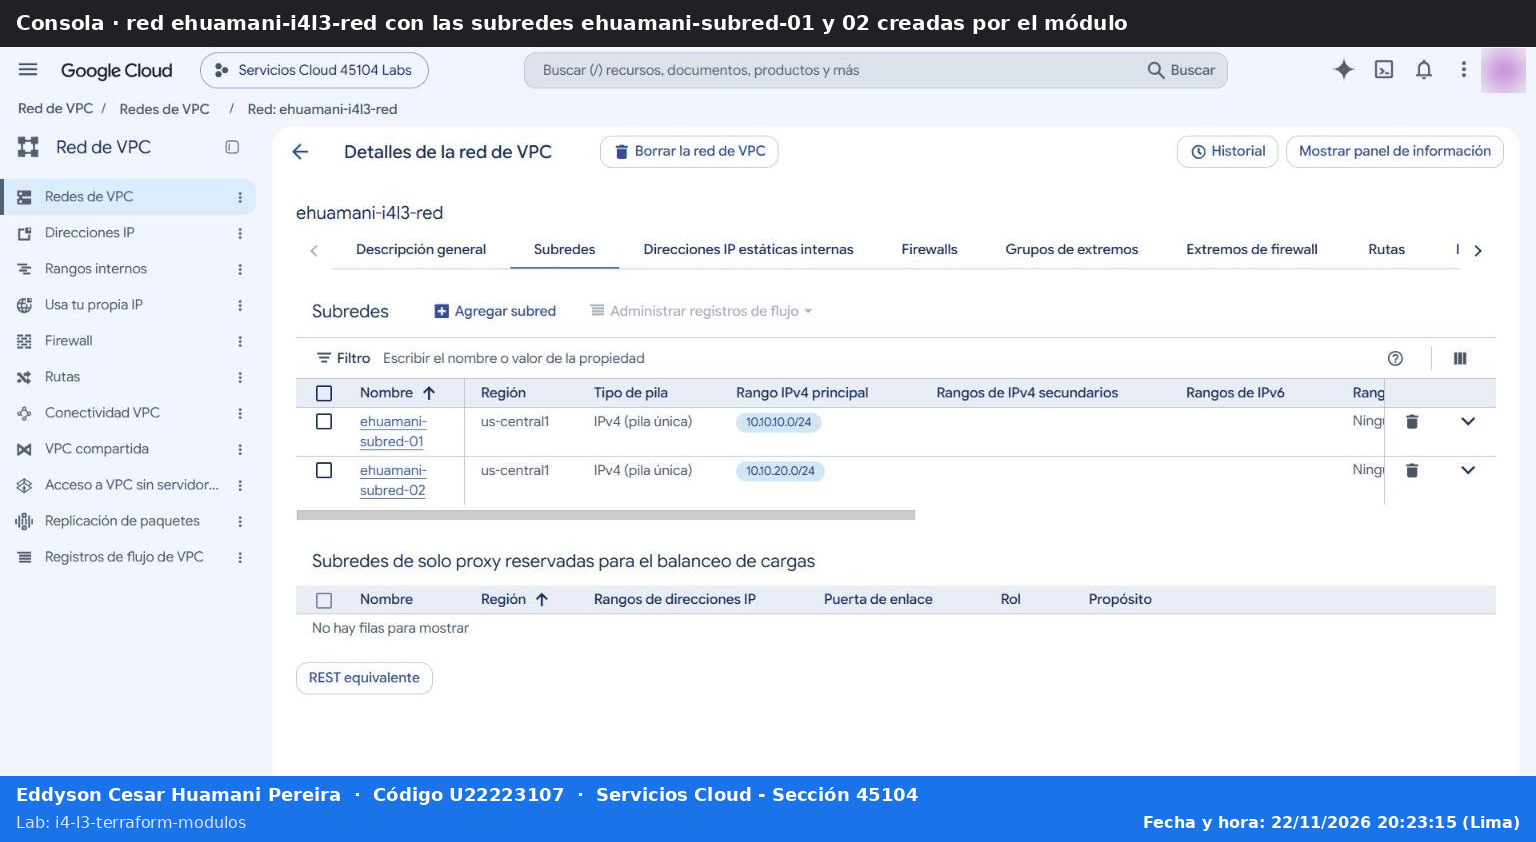 Consola · red ehuamani-i4l3-red con las subredes ehuamani-subred-01 y 02 creadas por el módulo
Google Cloud
Servicios Cloud 45104 Labs
Buscar (/) recursos, documentos, productos y más
Buscar
Red de VPC / Redes de VPC / Red: ehuamani-i4l3-red
Red de VPC
Detalles de la red de VPC
Borrar la red de VPC
Historial
Mostrar panel de información
Redes de VPC
Direcciones IP
Rangos internos
Usa tu propia IP
Firewall
Rutas
Conectividad VPC
VPC compartida
Acceso a VPC sin servidor...
Replicación de paquetes
Registros de flujo de VPC
ehuamani-i4l3-red
Descripción general Subredes Direcciones IP estáticas internas Firewalls Grupos de extremos Extremos de firewall Rutas
Subredes
Agregar subred
Administrar registros de flujo
Filtro Escribir el nombre o valor de la propiedad
Nombre Región Tipo de pila Rango IPv4 principal Rangos de IPv4 secundarios Rangos de IPv6 Rang
ehuamani-subred-01 us-central1 IPv4 (pila única) 10.10.10.0/24 Ning
ehuamani-subred-02 us-central1 IPv4 (pila única) 10.10.20.0/24 Ning
Subredes de solo proxy reservadas para el balanceo de cargas
Nombre Región Rangos de direcciones IP Puerta de enlace Rol Propósito
No hay filas para mostrar
REST equivalente
Eddyson Cesar Huamani Pereira · Código U22223107 · Servicios Cloud - Sección 45104
Lab: i4-l3-terraform-modulos
Fecha y hora: 22/11/2026 20:23:15 (Lima)